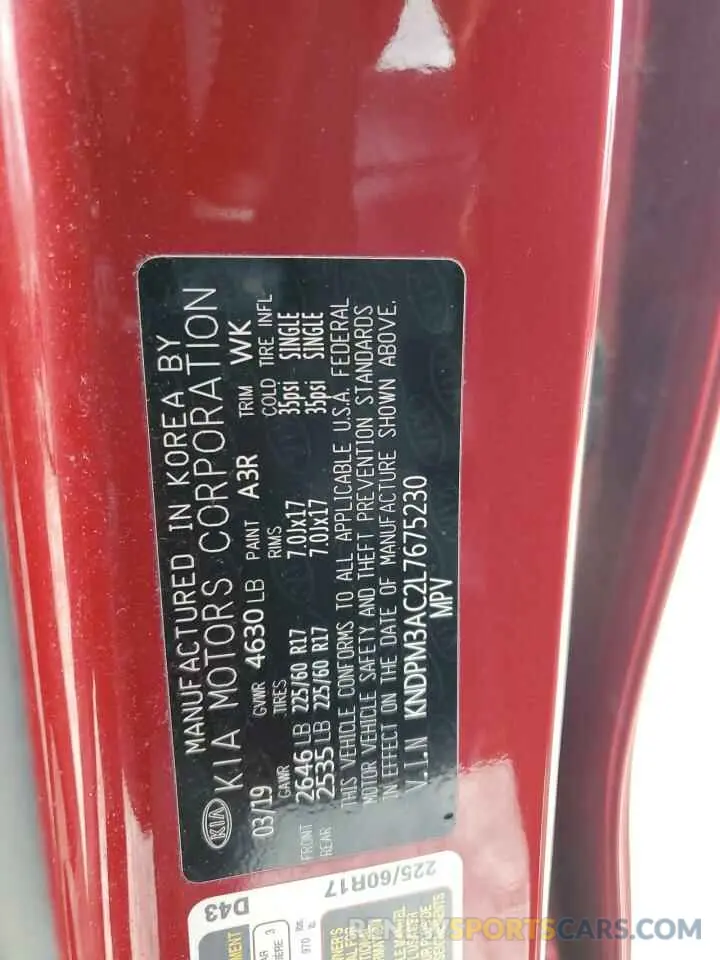 MANUFACTURED IN KOREA BY
KIA KIA MOTORS CORPORATION
03/19 GVWR 4630 LB PAINT A3R TRIM WK
GAWR TIRES RIMS COLD TIRE INFL
FRONT 2646 LB 225/60 R17 7.0Jx17 35psi SINGLE
REAR 2535 LB 225/60 R17 7.0Jx17 35psi SINGLE
THIS VEHICLE CONFORMS TO ALL APPLICABLE U.S.A. FEDERAL
MOTOR VEHICLE SAFETY AND THEFT PREVENTION STANDARDS
IN EFFECT ON THE DATE OF MANUFACTURE SHOWN ABOVE.
V.I.N KNDPM3AC2L7675230
MPV
D43
3
970
225/60R17
RENEWSPORTSCARS.COM